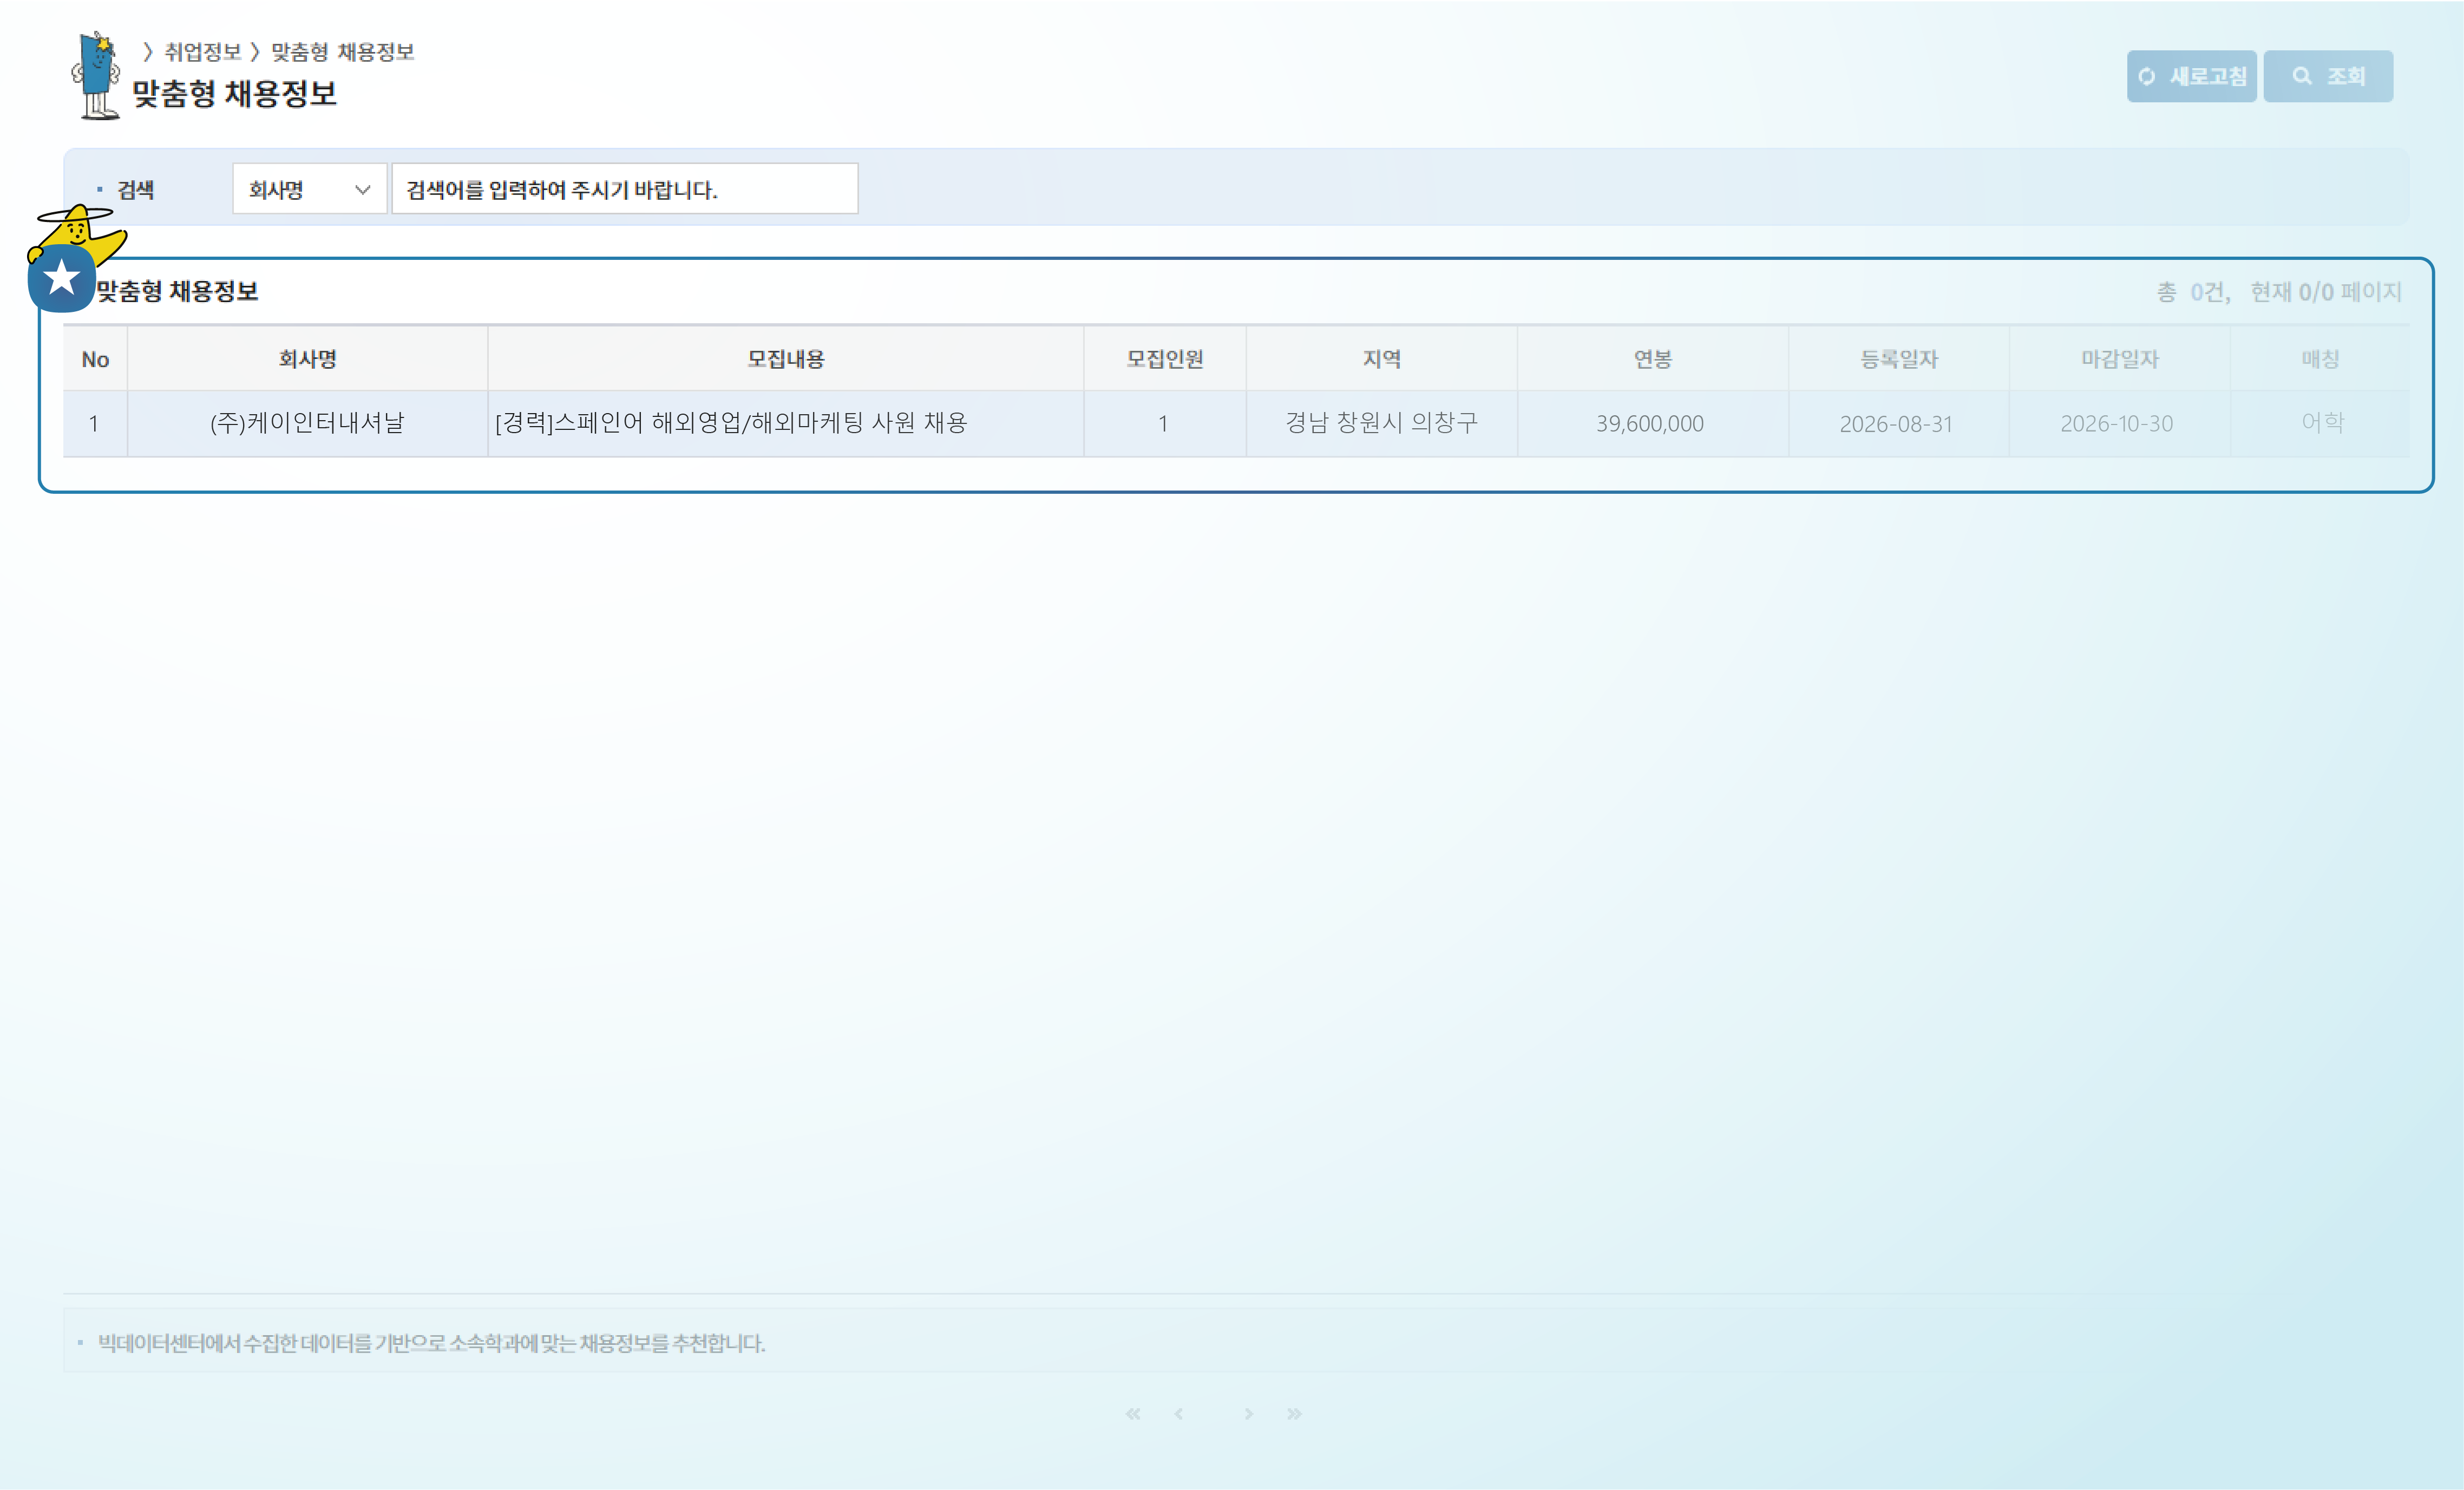 〉 취업정보 〉 맞춤형 채용정보
맞춤형 채용정보
새로고침 조회
검색 회사명 검색어를 입력하여 주시기 바랍니다.
맞춤형 채용정보 총 0건, 현재 0/0 페이지
No 회사명 모집내용 모집인원 지역 연봉 등록일자 마감일자 매칭
1 (주)케이인터내셔날 [경력]스페인어 해외영업/해외마케팅 사원 채용 1 경남 창원시 의창구 39,600,000 2026-08-31 2026-10-30 어학
빅데이터센터에서 수집한 데이터를 기반으로 소속학과에 맞는 채용정보를 추천합니다.